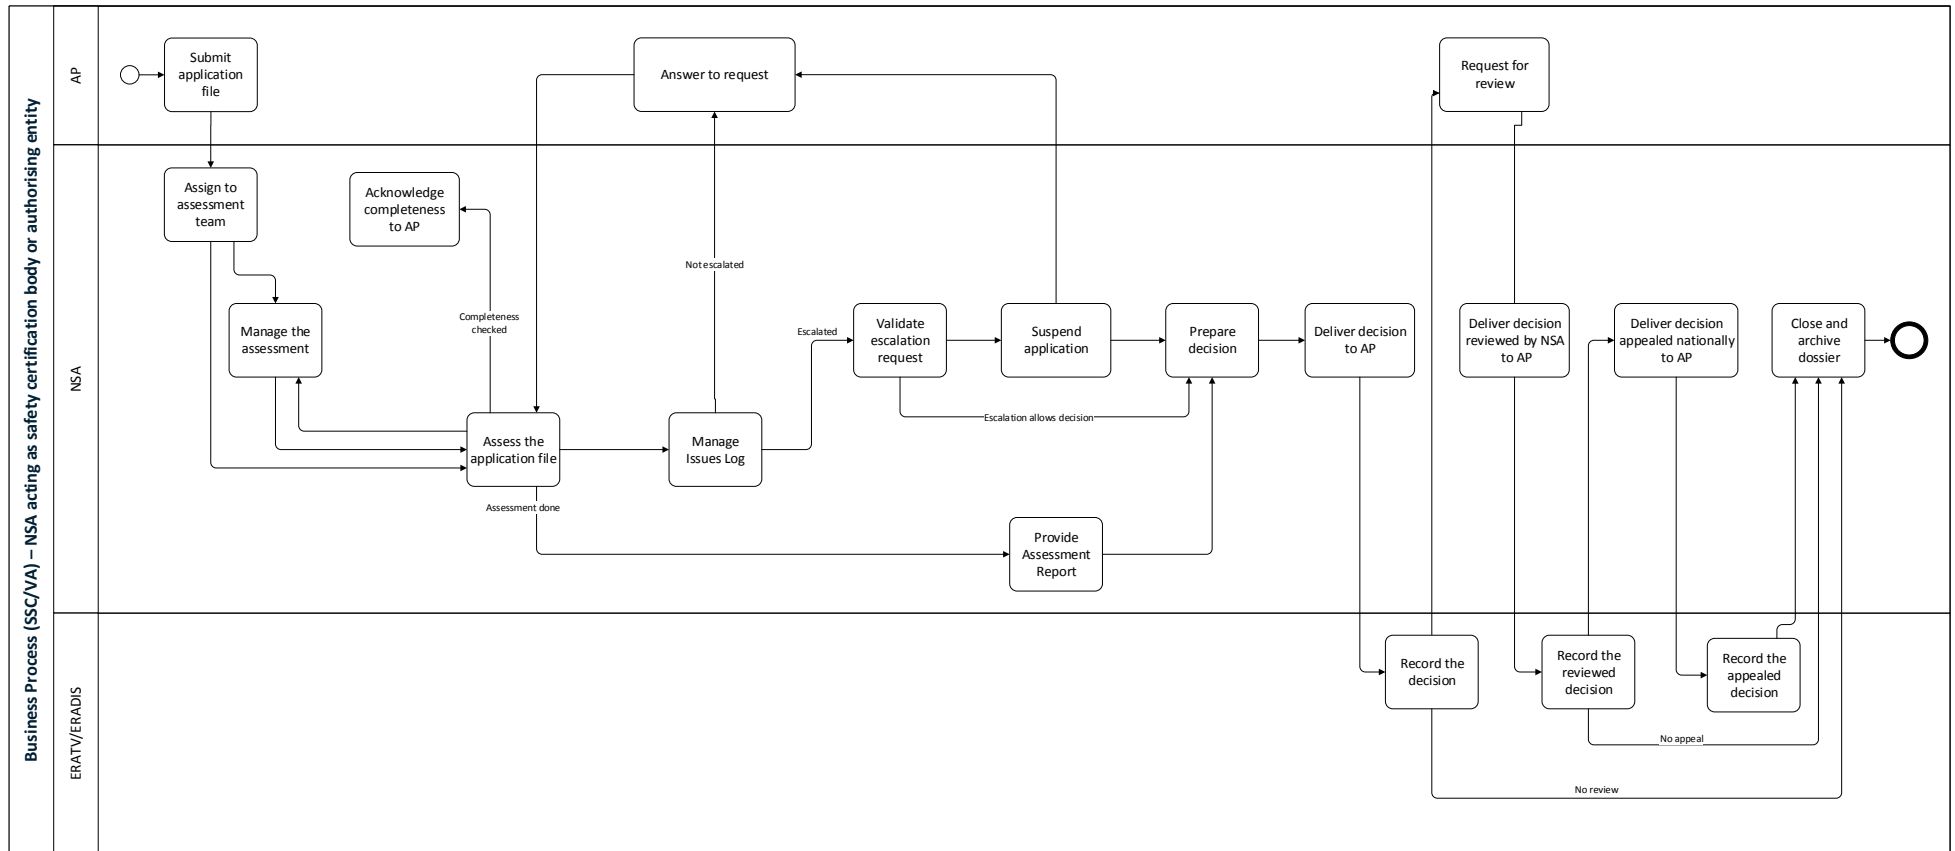 Business Process (SSC/VA) – NSA acting as safety certification body or authorising entity
AP
Submit
application
file
Answer to request
Request for
review
NSA
Assign to
assessment
team
Acknowledge
completeness
to AP
Not escalated
Completeness
checked
Manage the
assessment
Escalated
Validate
escalation
request
Suspend
application
Prepare
decision
Deliver decision
to AP
Deliver decision
reviewed by NSA
to AP
Deliver decision
appealed nationally
to AP
Close and
archive
dossier
Escalation allows decision
Assess the
application file
Manage
Issues Log
Assessment done
Provide
Assessment
Report
ERATV/ERADIS
Record the
decision
Record the
reviewed
decision
Record the
appealed
decision
No appeal
No review